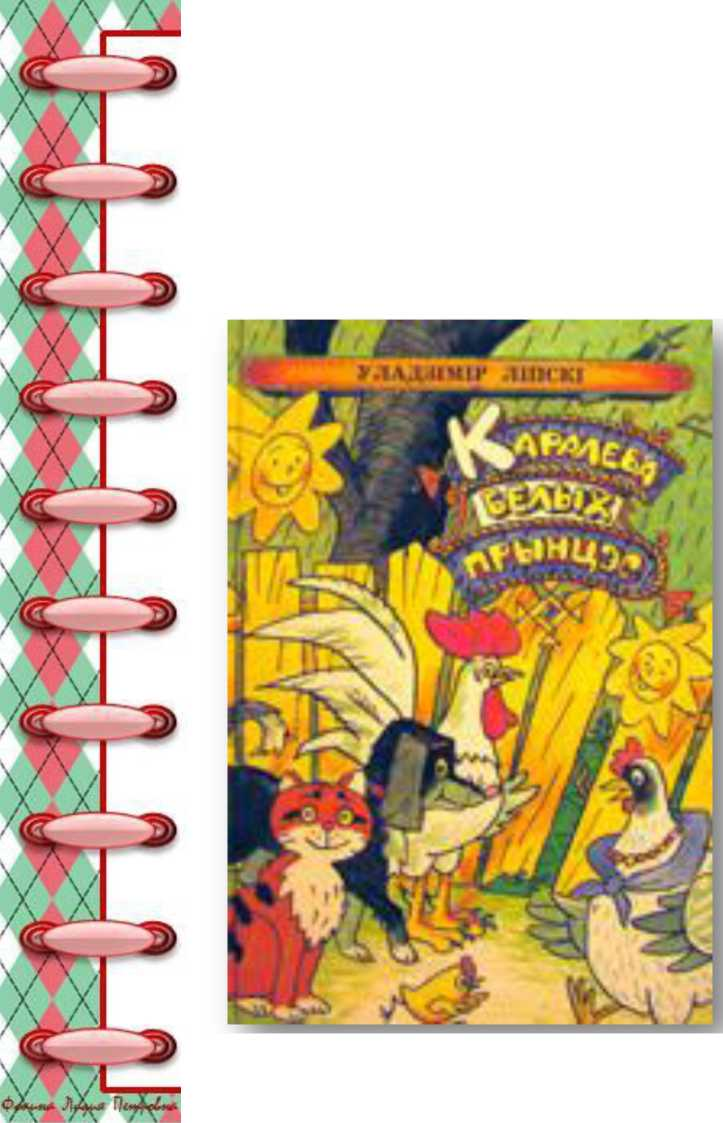 УЛАДЗІМІР ЛІПСКІ
КАРАЛЕВА
БЕЛЫХ
ПРЫНЦЭС
Фокина Лидия Петровна